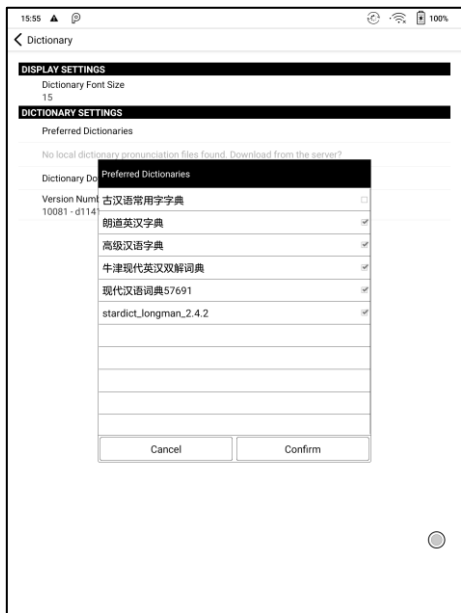 15:55 100%
Dictionary
DISPLAY SETTINGS
Dictionary Font Size
15
DICTIONARY SETTINGS
Preferred Dictionaries
No local dictionary pronunciation files found. Download from the server?
Dictionary Do
Version Numb
10081 - d1141
Preferred Dictionaries
古汉语常用字字典
朗道英汉字典
高级汉语字典
牛津现代英汉双解词典
现代汉语词典57691
stardict_longman_2.4.2
Cancel Confirm